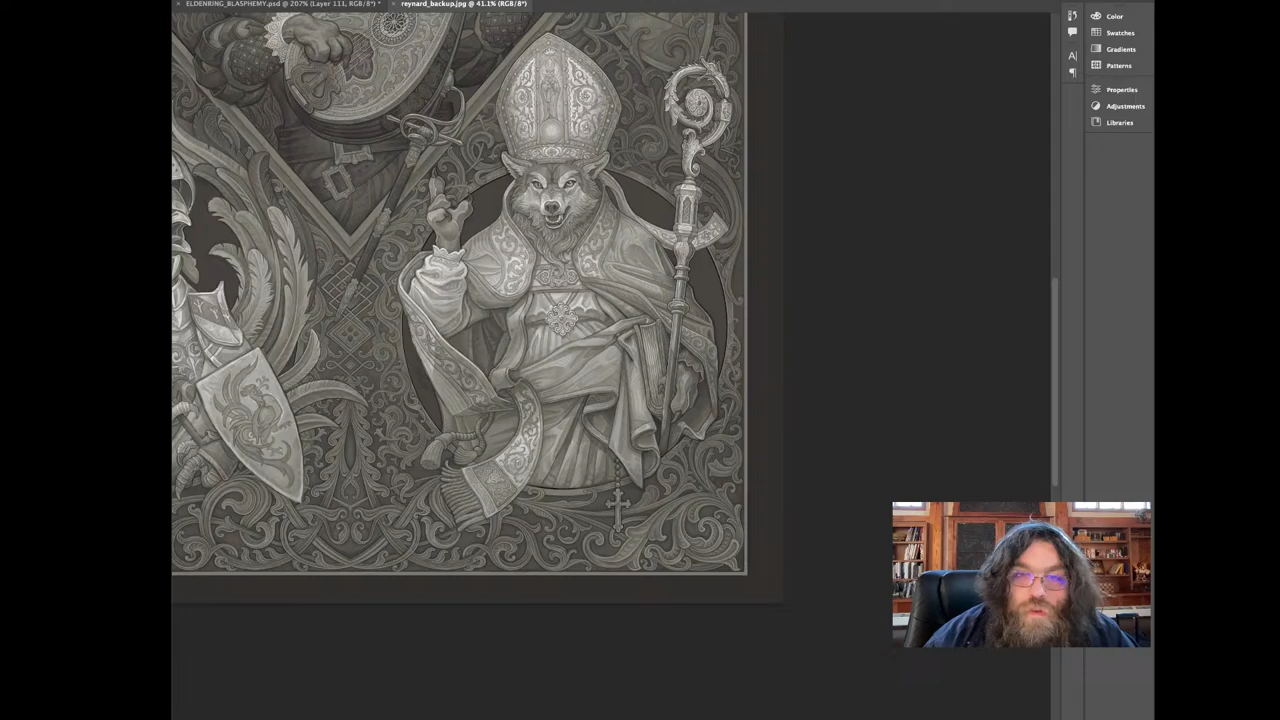 ELDENRING_BLASPHEMY.psd @ 207% (Layer 111, RGB/8*) *
reynard_backup.jpg @ 41.1% (RGB/8*)
Color
Swatches
Gradients
Patterns
Properties
Adjustments
Libraries